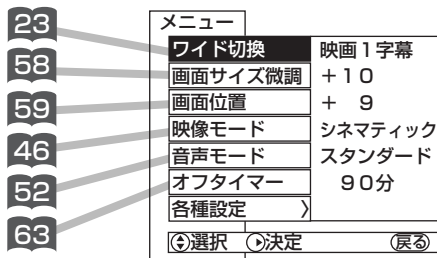 メニュー
23 ワイド切換 映画1字幕
58 画面サイズ微調 +10
59 画面位置 + 9
46 映像モード シネマティック
52 音声モード スタンダード
63 オフタイマー 90分
各種設定 〉
選択 決定 戻る